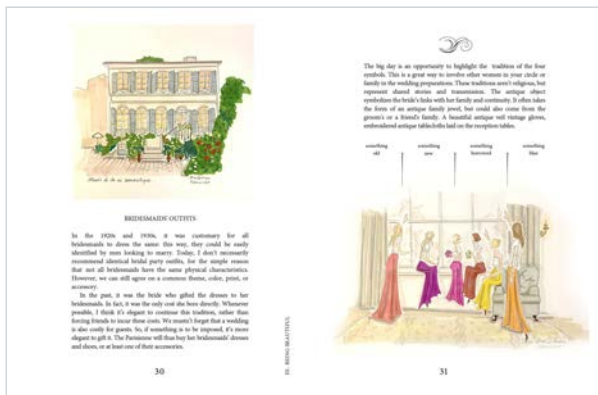 BRIDESMAIDS' OUTFITS
In the 1920s and 1930s, it was customary for all
bridesmaids to dress the same: this way, they could be easily
identified by men looking to marry. Today, I don't necessarily
recommend identical bridal party outfits, for the simple reason
that not all bridesmaids have the same physical characteristics.
However, we can still agree on a common theme, color, print, or
accessory.
In the past, it was the bride who gifted the dresses to her
bridesmaids. In fact, it was the only cost she bore directly. Whenever
possible, I think it's elegant to continue this tradition, rather than
forcing friends to incur these costs. We mustn't forget that a wedding
is also costly for guests. So, if something is to be imposed, it's more
elegant to gift it. The Parisienne will thus buy her bridesmaids' dresses
and shoes, or at least one of their accessories.
30
BEING BEAUTIFUL
The big day is an opportunity to highlight the tradition of the four
symbols. This is a great way to involve other women in your circle or
family in the wedding preparations. These traditions aren't religious, but
represent shared stories and transmission. The antique object
symbolizes the bride's links with her family and continuity. It often takes
the form of an antique family jewel, but could also come from the
groom's or a friend's family. A beautiful antique veil vintage gloves,
embroidered antique tablecloths laid on the reception tables.
something old
something new
something borrowed
something blue
31